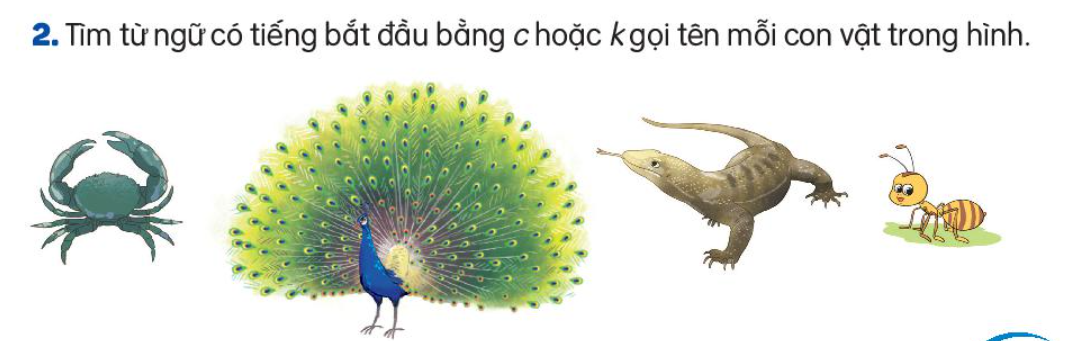 2. Tìm từ ngữ có tiếng bắt đầu bằng c hoặc k gọi tên mỗi con vật trong hình.